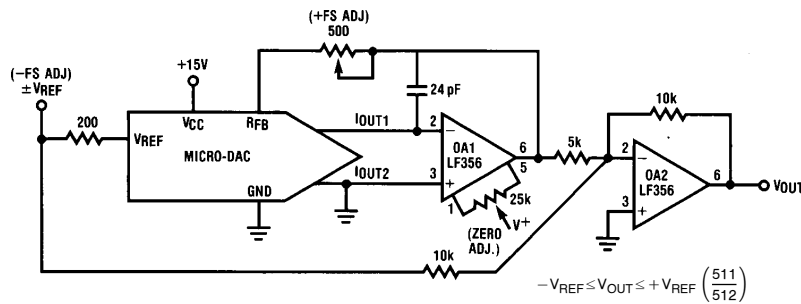 (+FS ADJ)
500
(−FS ADJ)
±VREF
+15V
24 pF
10k
200
VREF
VCC
RFB
IOUT1
2
−
6
5k
2
−
MICRO-DAC
OA1
LF356
OA2
LF356
6
VOUT
GND
IOUT2
3
+
5
25k
1
V+
(ZERO
ADJ.)
3
+
10k
−VREF ≤ VOUT ≤ +VREF (511/512)